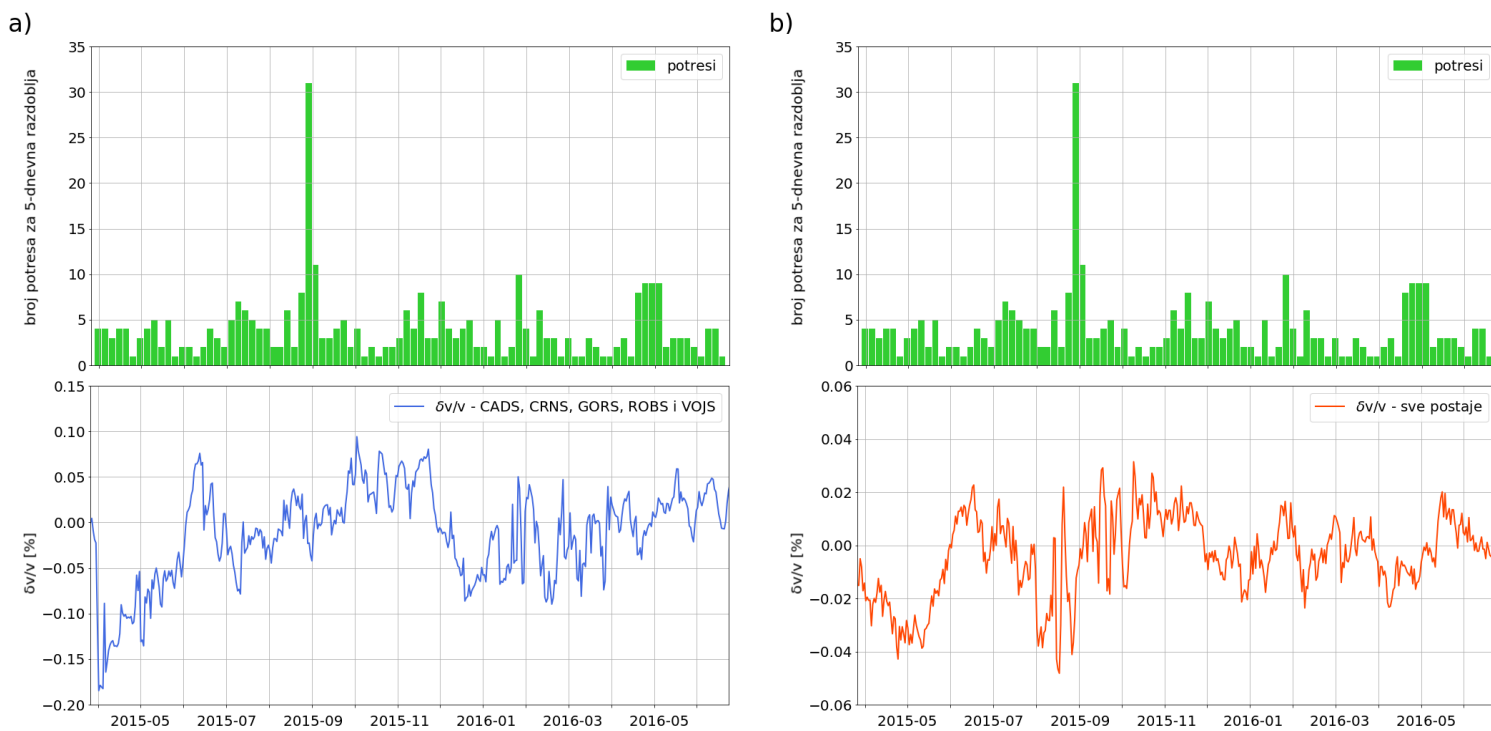 a)
broj potresa za 5-dnevna razdoblja
35
30
25
20
15
10
5
0
potresi
δv/v [%]
0.15
0.10
0.05
0.00
−0.05
−0.10
−0.15
−0.20
δv/v - CADS, CRNS, GORS, ROBS i VOJS
2015-05 2015-07 2015-09 2015-11 2016-01 2016-03 2016-05
b)
broj potresa za 5-dnevna razdoblja
35
30
25
20
15
10
5
0
potresi
δv/v [%]
0.06
0.04
0.02
0.00
−0.02
−0.04
−0.06
δv/v - sve postaje
2015-05 2015-07 2015-09 2015-11 2016-01 2016-03 2016-05